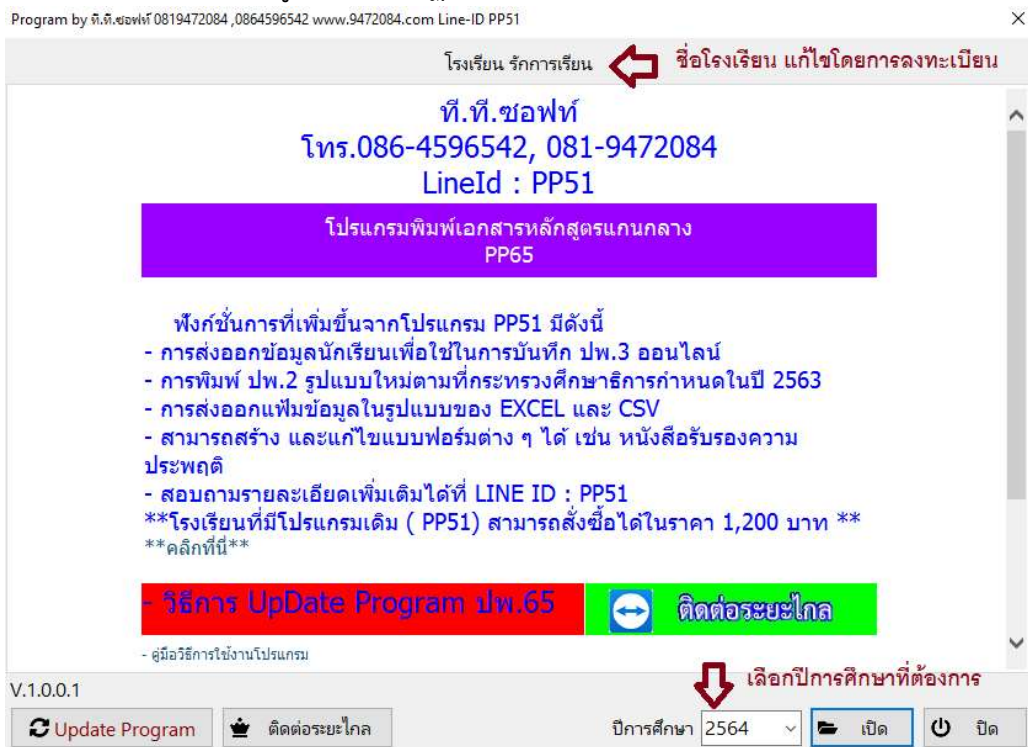 Program by ที.ที.ซอฟท์ 0819472084 ,0864596542 www.9472084.com Line-ID PP51
โรงเรียน รักการเรียน
ชื่อโรงเรียน แก้ไขโดยการลงทะเบียน
ที.ที.ซอฟท์
โทร.086-4596542, 081-9472084
LineId : PP51
โปรแกรมพิมพ์เอกสารหลักสูตรแกนกลาง
PP65
ฟังก์ชั่นการที่เพิ่มขึ้นจากโปรแกรม PP51 มีดังนี้
- การส่งออกข้อมูลนักเรียนเพื่อใช้ในการบันทึก ปพ.3 ออนไลน์
- การพิมพ์ ปพ.2 รูปแบบใหม่ตามที่กระทรวงศึกษาธิการกำหนดในปี 2563
- การส่งออกแฟ้มข้อมูลในรูปแบบของ EXCEL และ CSV
- สามารถสร้าง และแก้ไขแบบฟอร์มต่าง ๆ ได้ เช่น หนังสือรับรองความ
ประพฤติ
- สอบถามรายละเอียดเพิ่มเติมได้ที่ LINE ID : PP51
**โรงเรียนที่มีโปรแกรมเดิม ( PP51) สามารถสั่งซื้อได้ในราคา 1,200 บาท **
**คลิกที่นี่**
- วิธีการ UpDate Program ปพ.65
ติดต่อระยะไกล
- คู่มือวิธีการใช้งานโปรแกรม
เลือกปีการศึกษาที่ต้องการ
V.1.0.0.1
Update Program
ติดต่อระยะไกล
ปีการศึกษา 2564
เปิด
ปิด